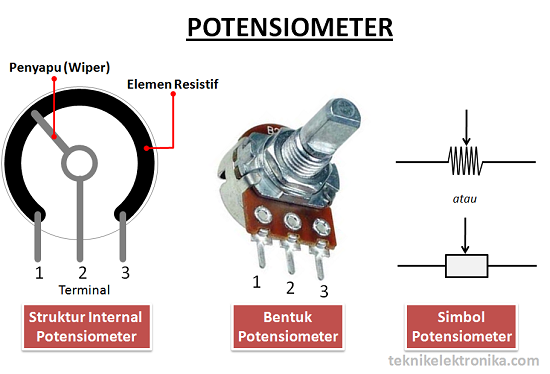 POTENSIOMETER
Penyapu (Wiper)
Elemen Resistif
1 2 3
Terminal
Struktur Internal
Potensiometer
1 2 3
Bentuk
Potensiometer
atau
Simbol
Potensiometer
teknikelektronika.com